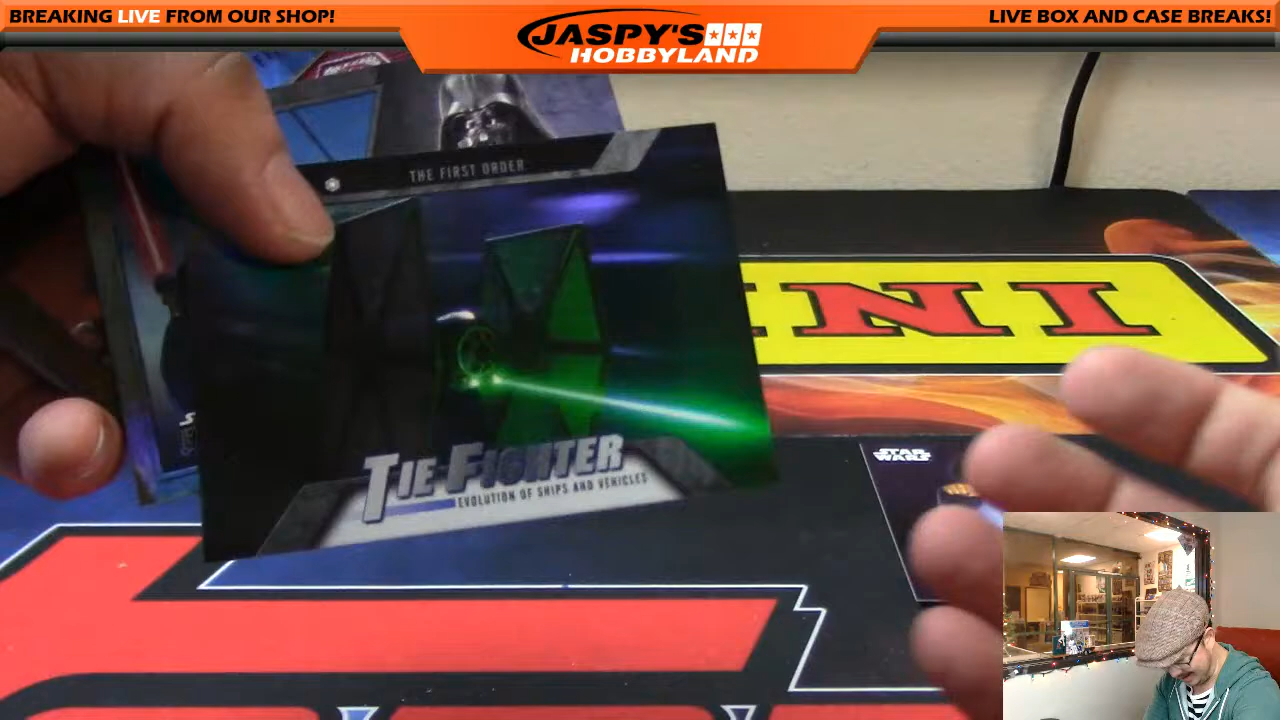 BREAKING LIVE FROM OUR SHOP!
JASPY'S
HOBBYLAND
LIVE BOX AND CASE BREAKS!
THE FIRST ORDER
TIE FIGHTER
EVOLUTION OF SHIPS AND VEHICLES
STAR
WARS
INI